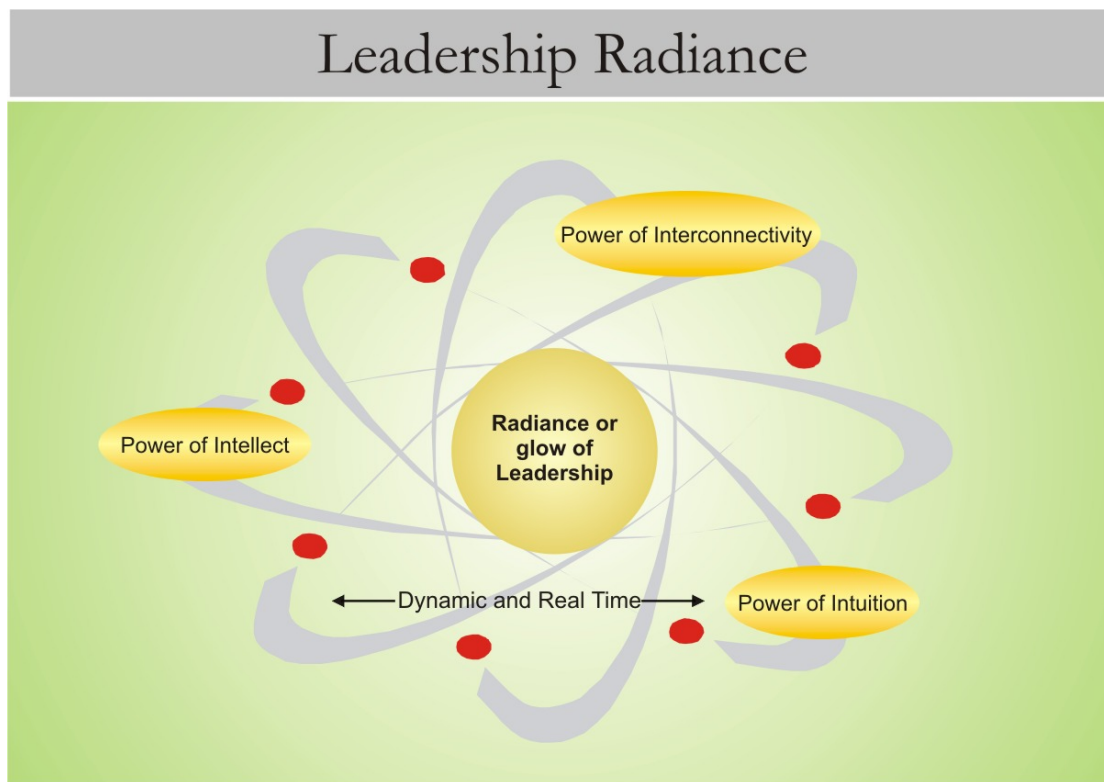 Leadership Radiance
Power of Interconnectivity
Radiance or
glow of
Leadership
Power of Intellect
Dynamic and Real Time
Power of Intuition